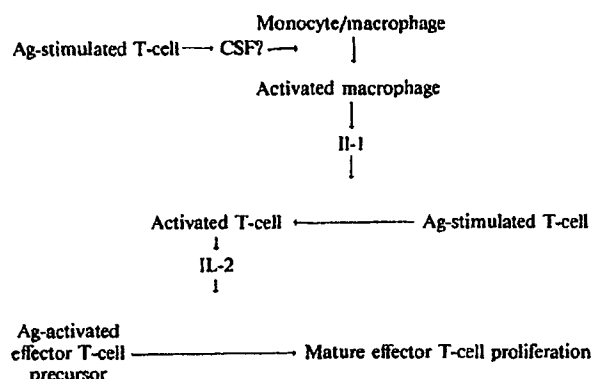 Monocyte/macrophage
Ag-stimulated T-cell → CSF? →
Activated macrophage
Il-1
Activated T-cell ← Ag-stimulated T-cell
IL-2
Ag-activated
effector T-cell → Mature effector T-cell proliferation
precursor